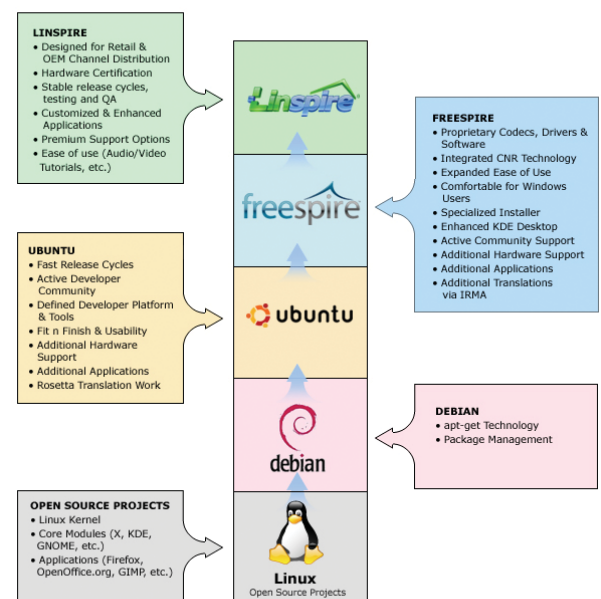 LINSPIRE
• Designed for Retail &
OEM Channel Distribution
• Hardware Certification
• Stable release cycles,
testing and QA
• Customized & Enhanced
Applications
• Premium Support Options
• Ease of use (Audio/Video
Tutorials, etc.)
Linspire
FREESPIRE
• Proprietary Codecs, Drivers &
Software
• Integrated CNR Technology
• Expanded Ease of Use
• Comfortable for Windows
Users
• Specialized Installer
• Enhanced KDE Desktop
• Active Community Support
• Additional Hardware Support
• Additional Applications
• Additional Translations
via IRMA
freespire
UBUNTU
• Fast Release Cycles
• Active Developer
Community
• Defined Developer Platform
& Tools
• Fit n Finish & Usability
• Additional Hardware
Support
• Additional Applications
• Rosetta Translation Work
ubuntu
DEBIAN
• apt-get Technology
• Package Management
debian
OPEN SOURCE PROJECTS
• Linux Kernel
• Core Modules (X, KDE,
GNOME, etc.)
• Applications (Firefox,
OpenOffice.org, GIMP, etc.)
Linux
Open Source Projects